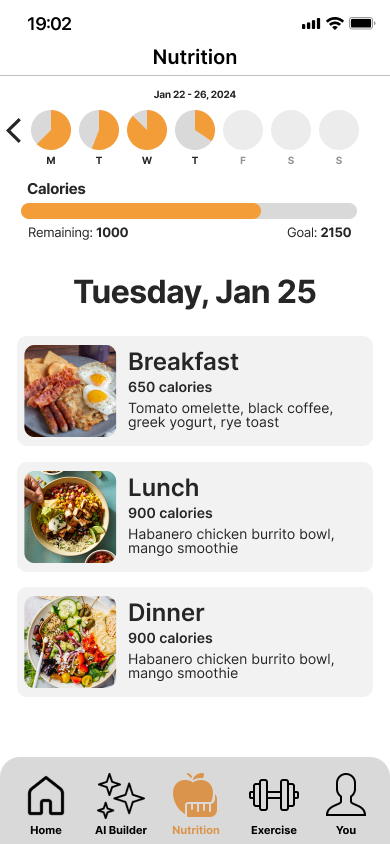 19:02
Nutrition
Jan 22 - 26, 2024
M T W T F S S
Calories
Remaining: 1000 Goal: 2150
Tuesday, Jan 25
Breakfast
650 calories
Tomato omelette, black coffee,
greek yogurt, rye toast
Lunch
900 calories
Habanero chicken burrito bowl,
mango smoothie
Dinner
900 calories
Habanero chicken burrito bowl,
mango smoothie
Home AI Builder Nutrition Exercise You